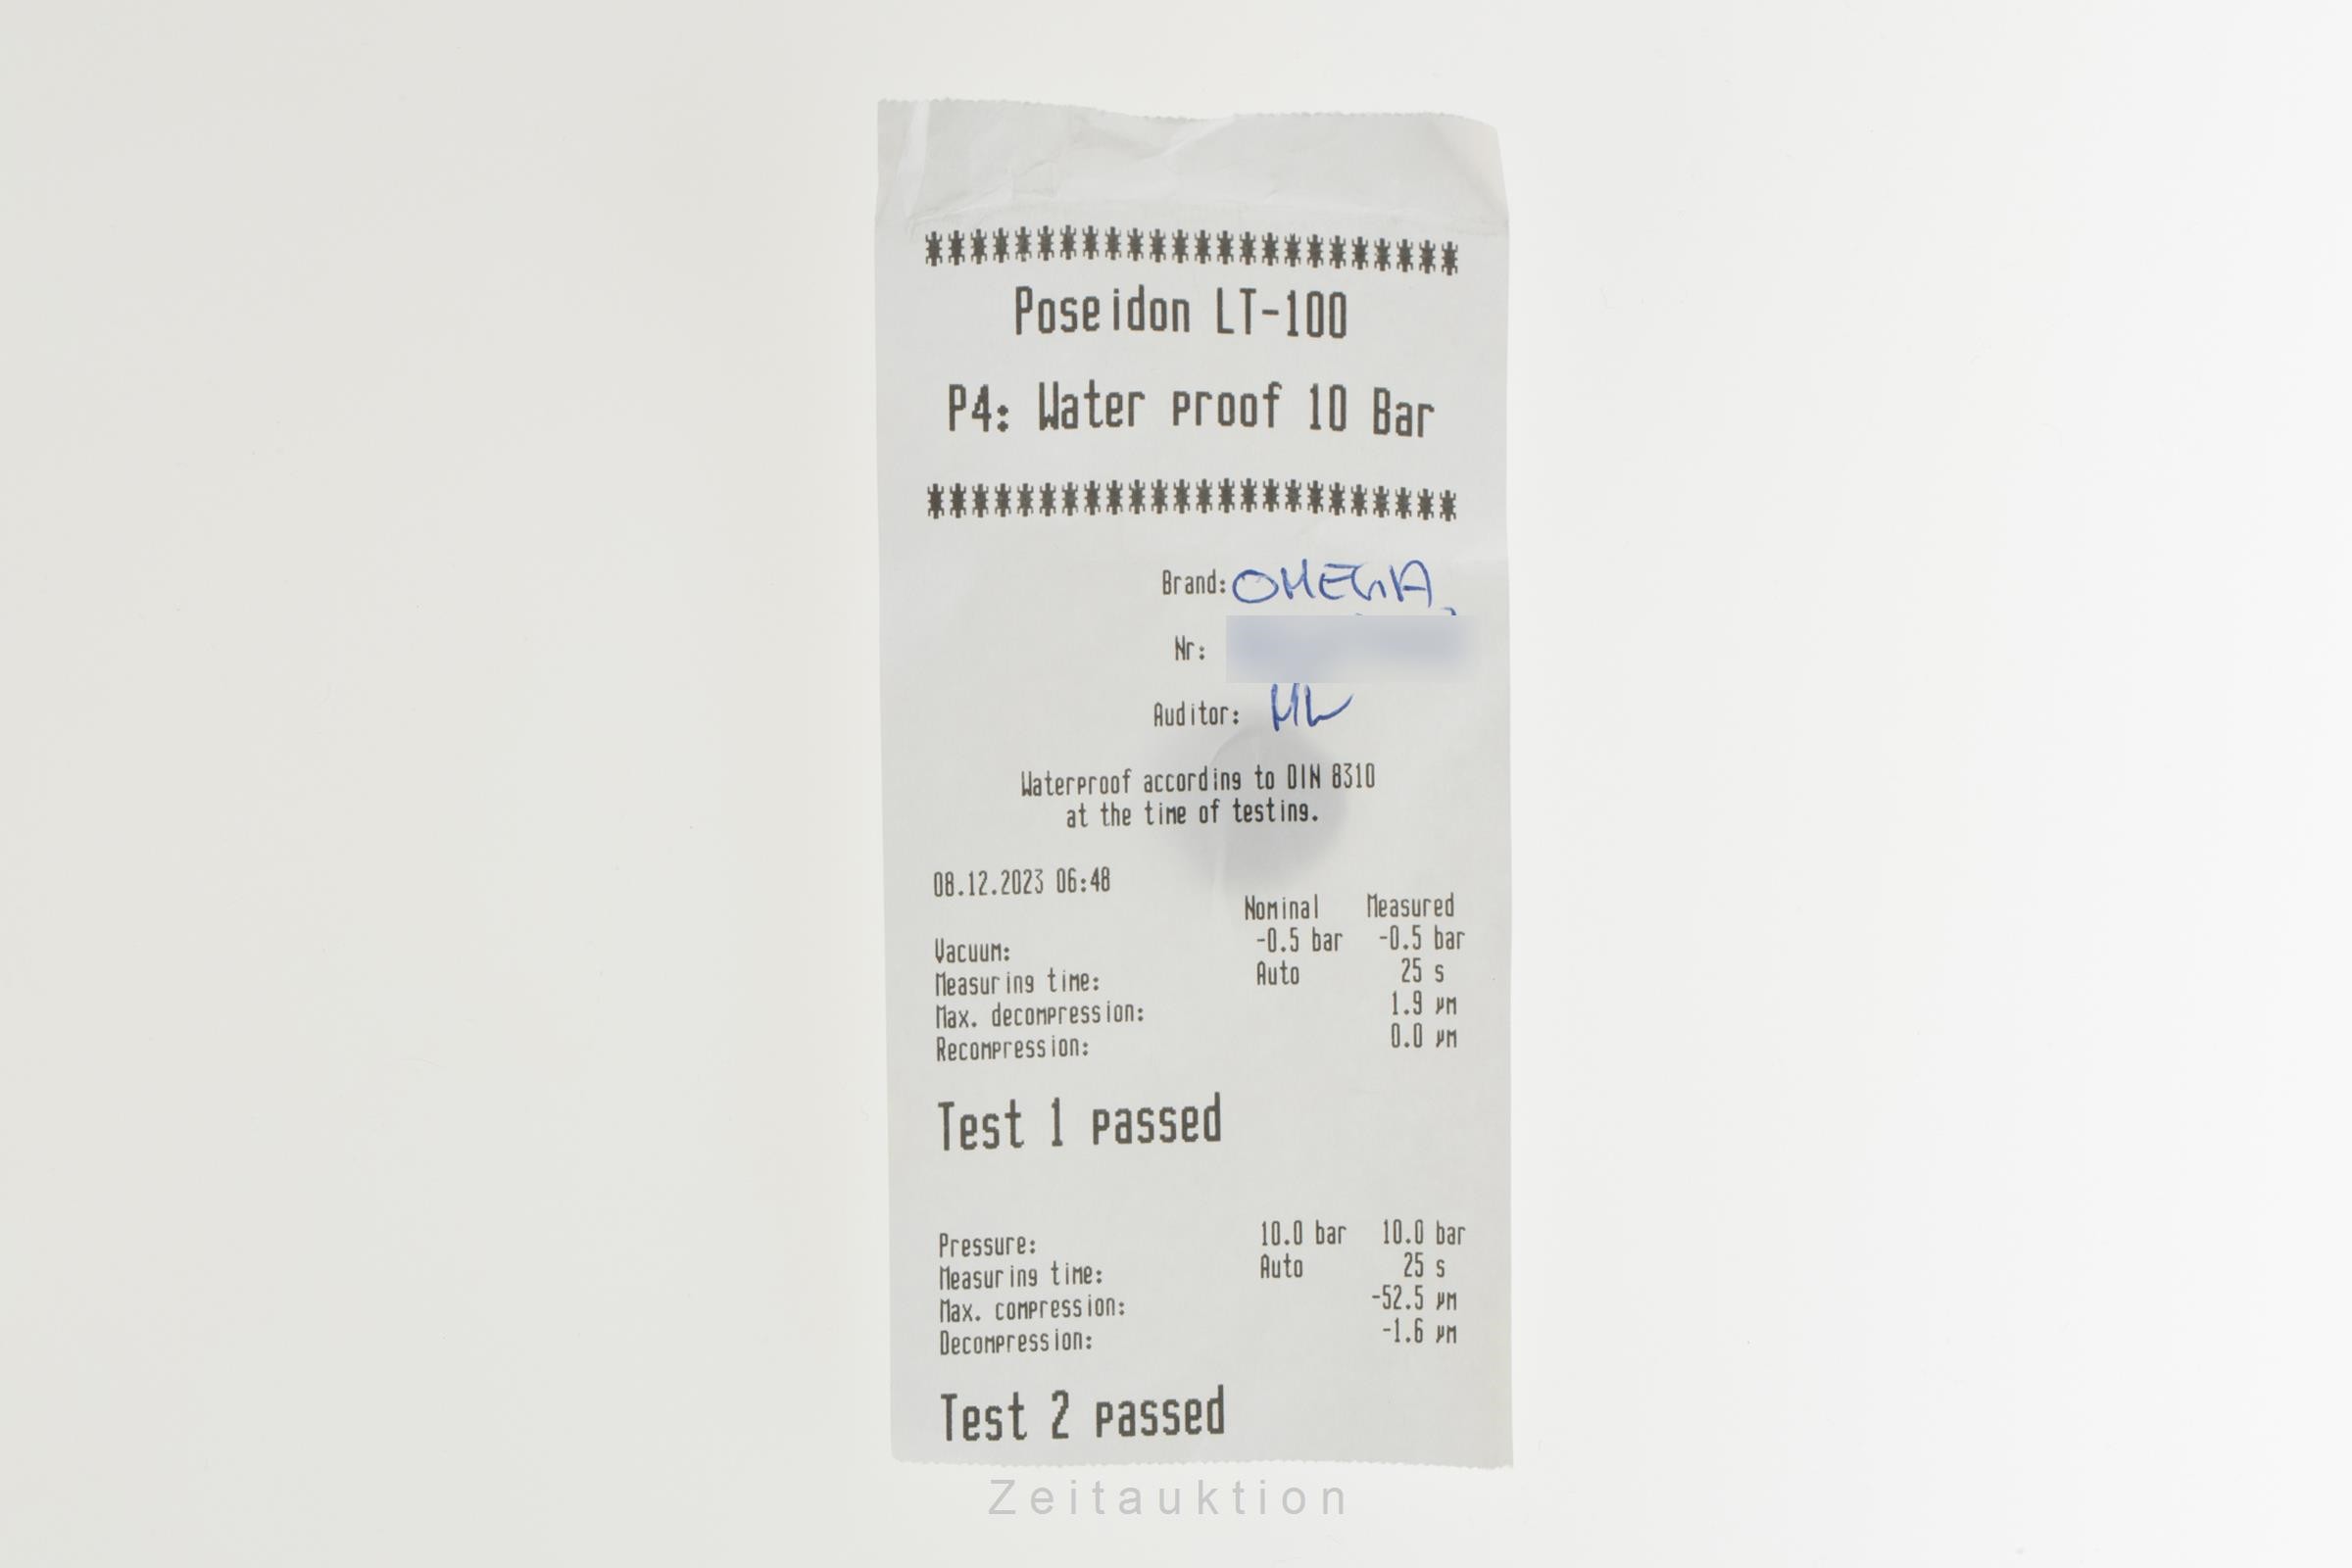 ************************
Poseidon LT-100
P4: Water proof 10 Bar
************************
Brand: OMEGA
Nr:
Auditor: ML
Waterproof according to DIN 8310
at the time of testing.
08.12.2023 06:48
Nominal Measured
Vacuum: -0.5 bar -0.5 bar
Measuring time: Auto 25 s
Max. decompression: 1.9 µm
Recompression: 0.0 µm
Test 1 passed
Pressure: 10.0 bar 10.0 bar
Measuring time: Auto 25 s
Max. compression: -52.5 µm
Decompression: -1.6 µm
Test 2 passed
Zeitauktion